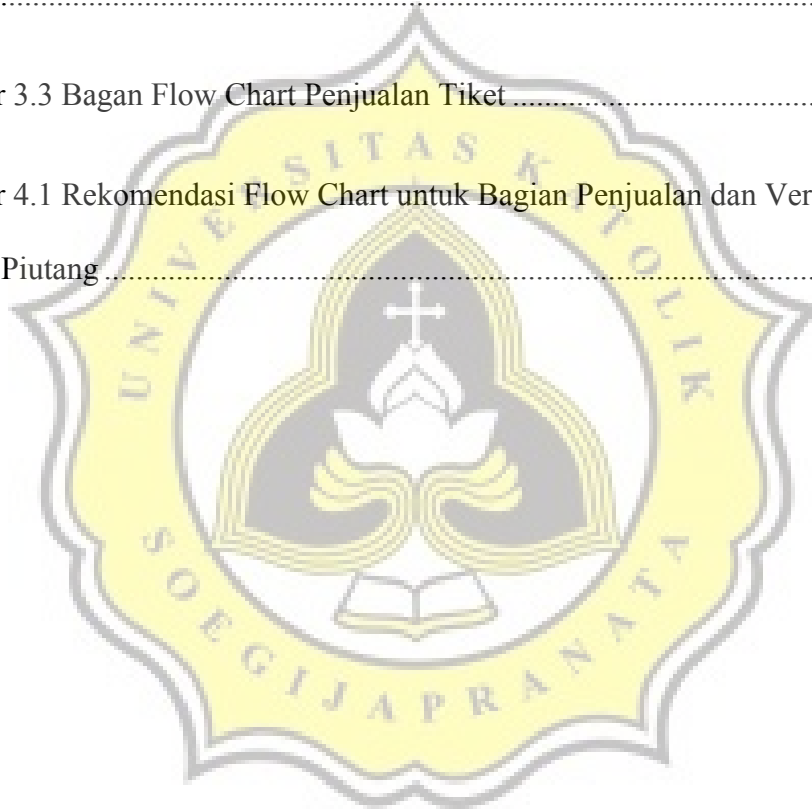 r 3.3 Bagan Flow Chart Penjualan Tiket ........................................
r 4.1 Rekomendasi Flow Chart untuk Bagian Penjualan dan Ver
Piutang ..........................................................................................
UNIVERSITAS KATOLIK
SOEGIJAPRANATA